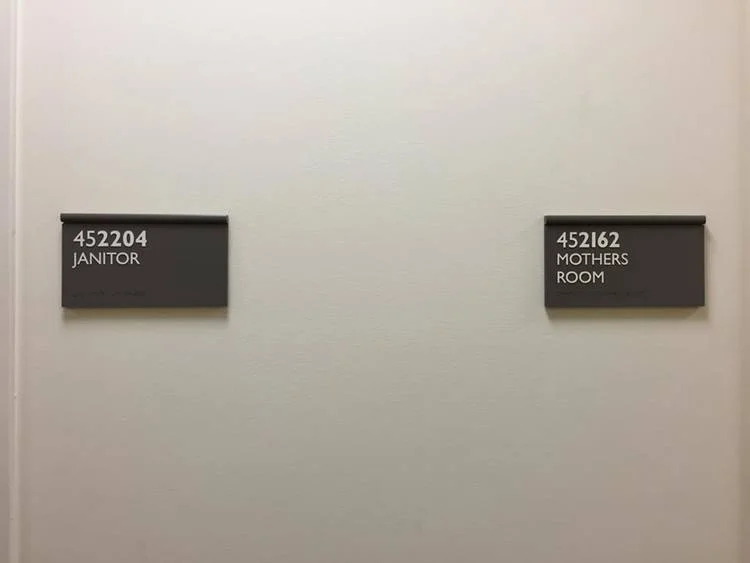 452204
JANITOR
452162
MOTHERS
ROOM